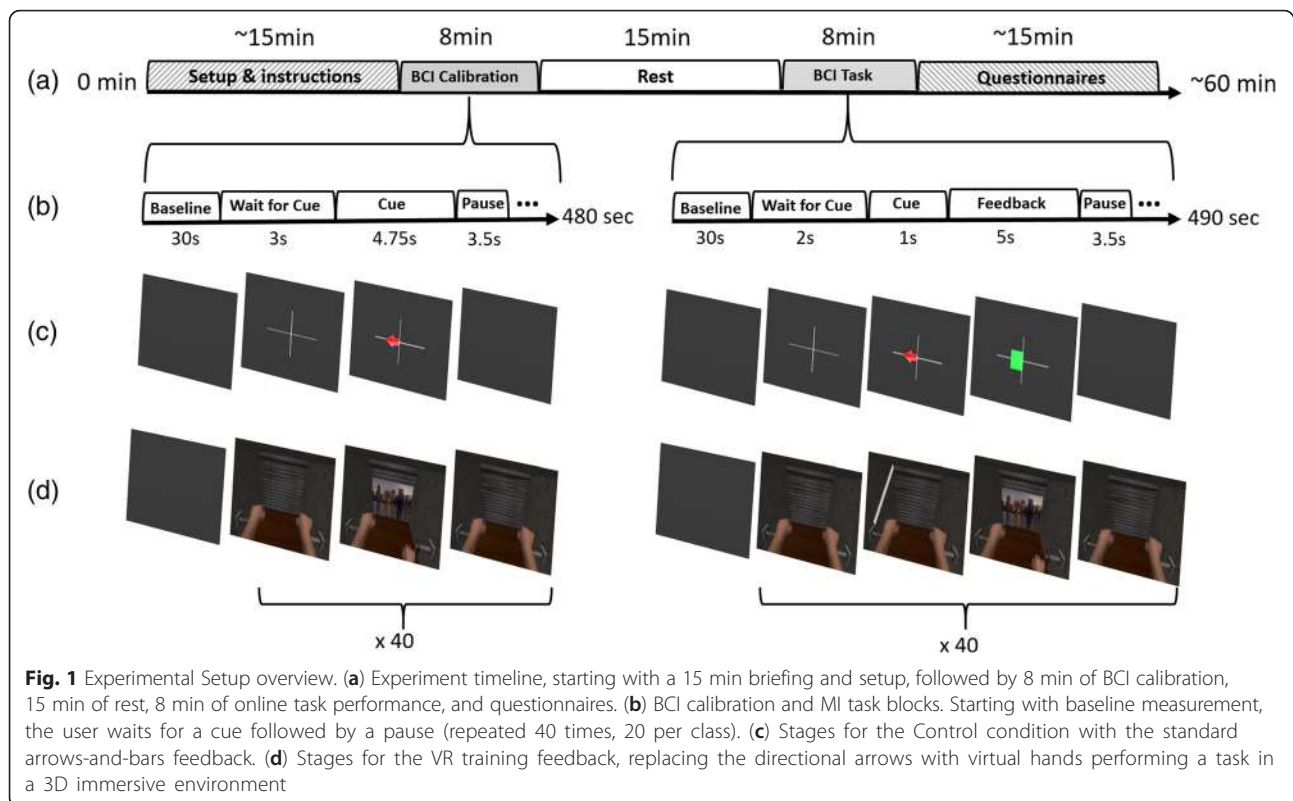 ~15min 8min 15min 8min ~15min
(a) 0 min Setup & instructions BCI Calibration Rest BCI Task Questionnaires ~60 min
(b) Baseline Wait for Cue Cue Pause ••• 480 sec Baseline Wait for Cue Cue Feedback Pause ••• 490 sec
30s 3s 4.75s 3.5s 30s 2s 1s 5s 3.5s
(c)
(d)
x 40 x 40
Fig. 1 Experimental Setup overview. (a) Experiment timeline, starting with a 15 min briefing and setup, followed by 8 min of BCI calibration,
15 min of rest, 8 min of online task performance, and questionnaires. (b) BCI calibration and MI task blocks. Starting with baseline measurement,
the user waits for a cue followed by a pause (repeated 40 times, 20 per class). (c) Stages for the Control condition with the standard
arrows-and-bars feedback. (d) Stages for the VR training feedback, replacing the directional arrows with virtual hands performing a task in
a 3D immersive environment